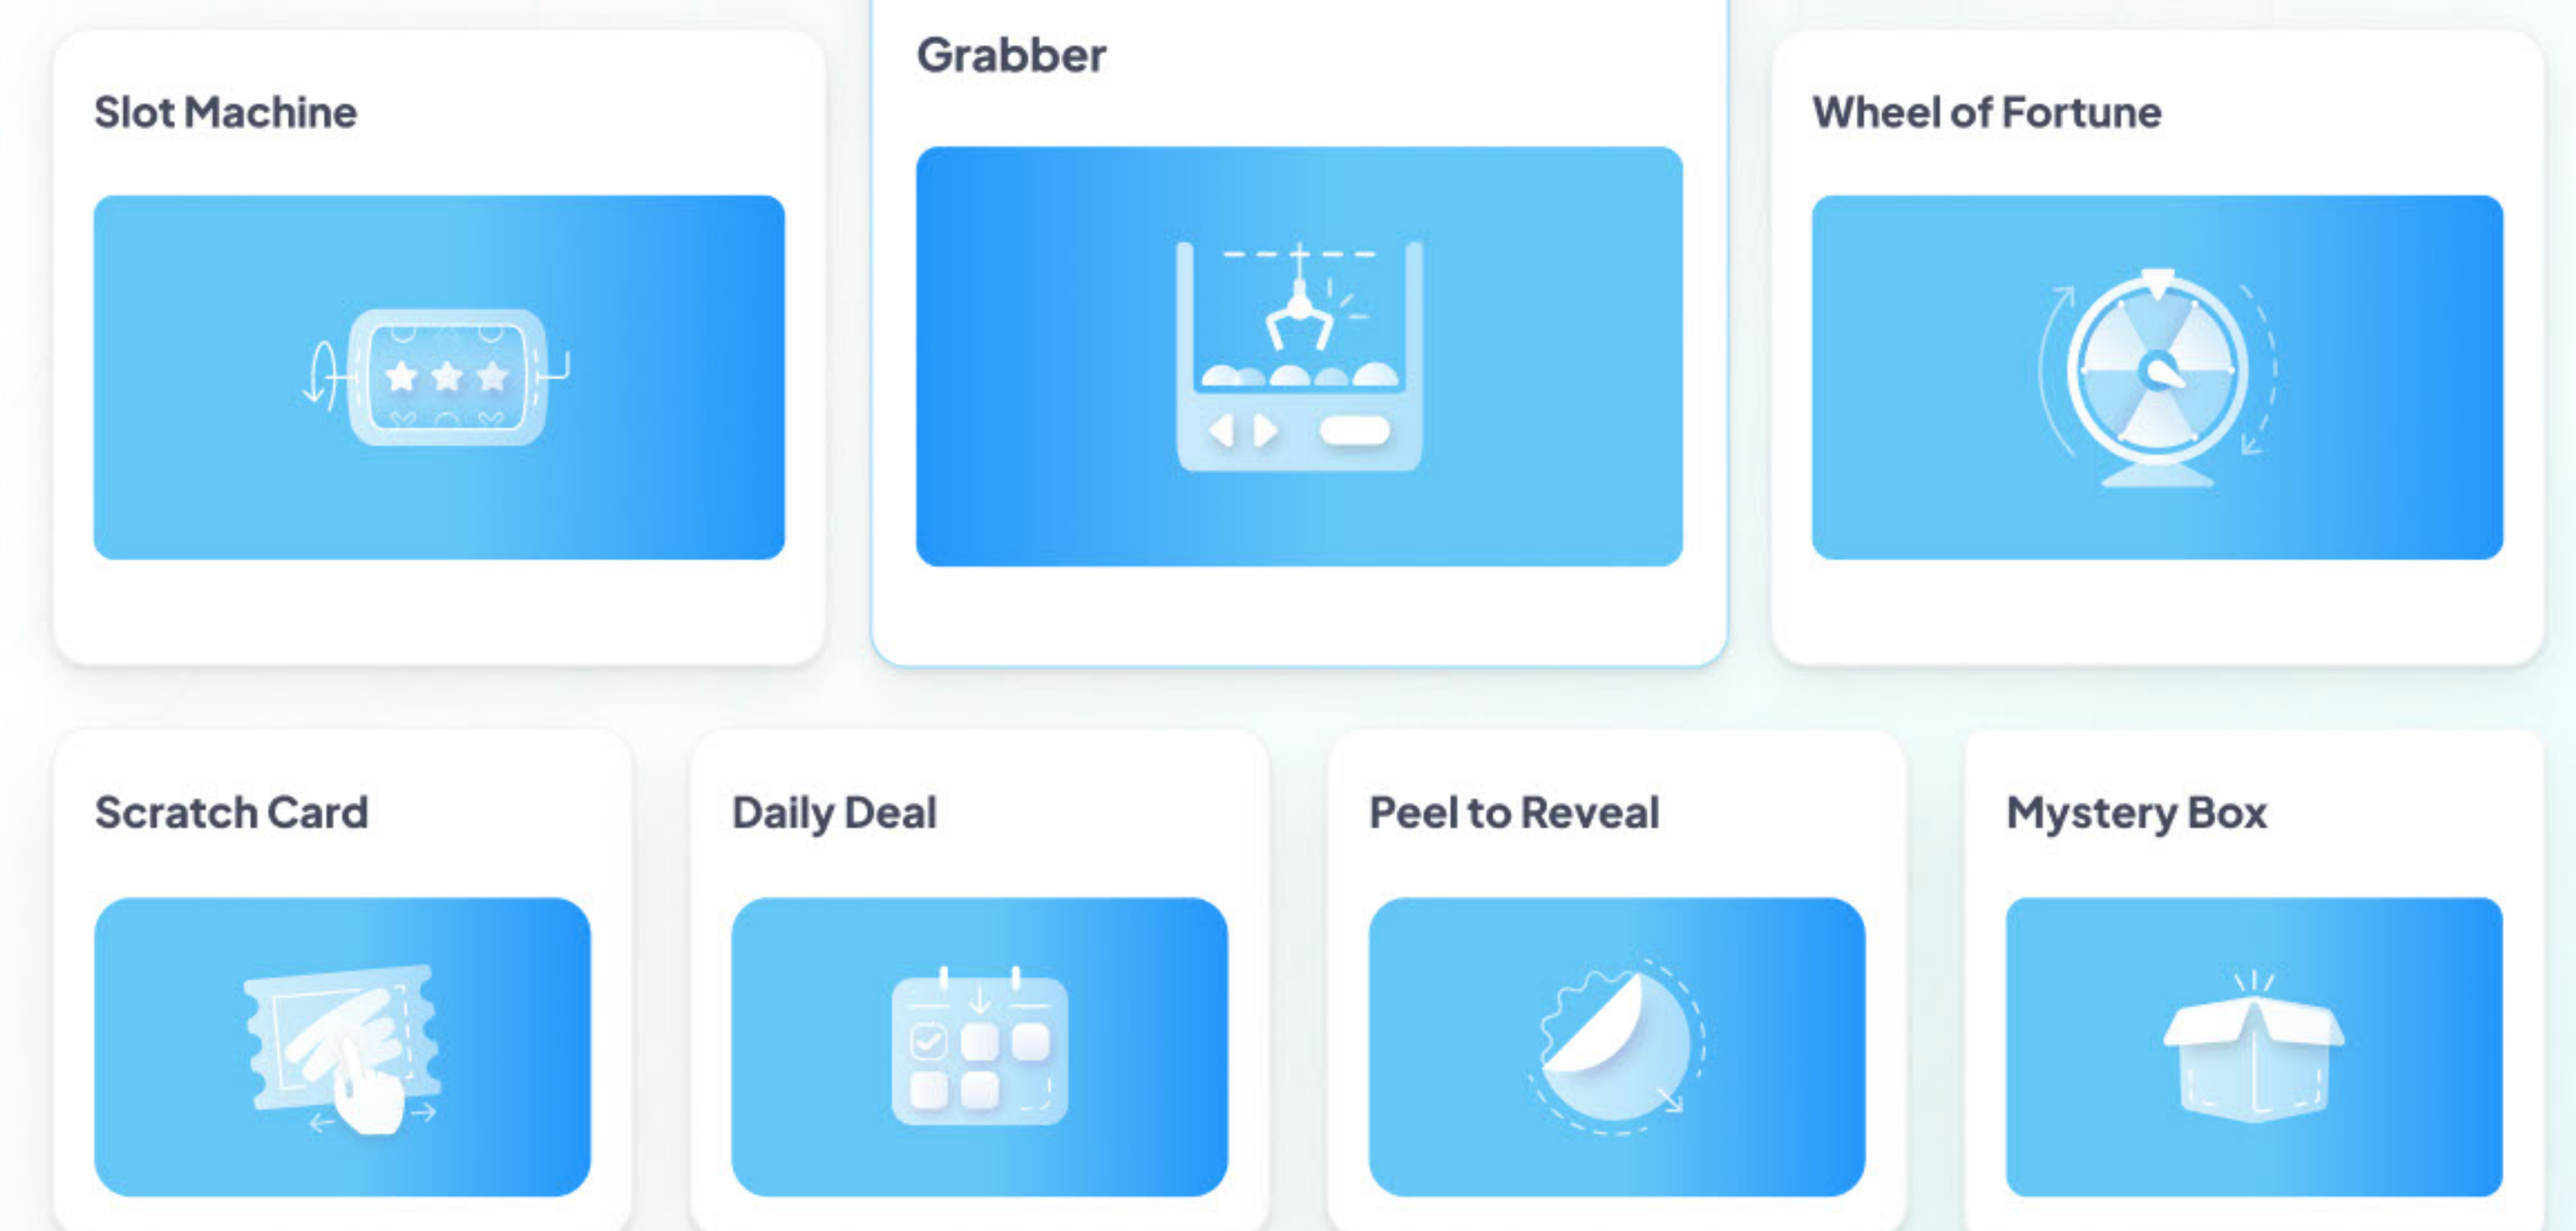 Slot Machine
Grabber
Wheel of Fortune
Scratch Card
Daily Deal
Peel to Reveal
Mystery Box